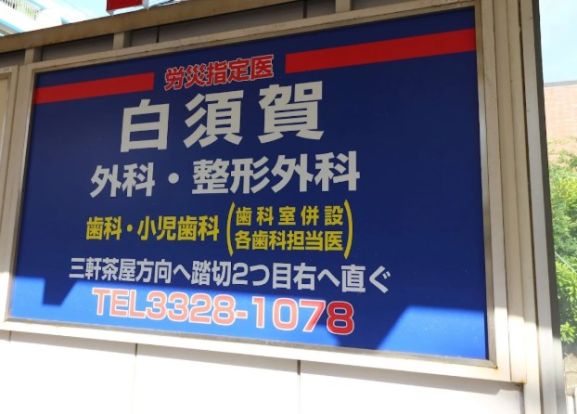 労災指定医
白須賀
外科・整形外科
歯科・小児歯科(歯科室併設 各歯科担当医)
三軒茶屋方向へ踏切2つ目右へ直ぐ
TEL3328-1078